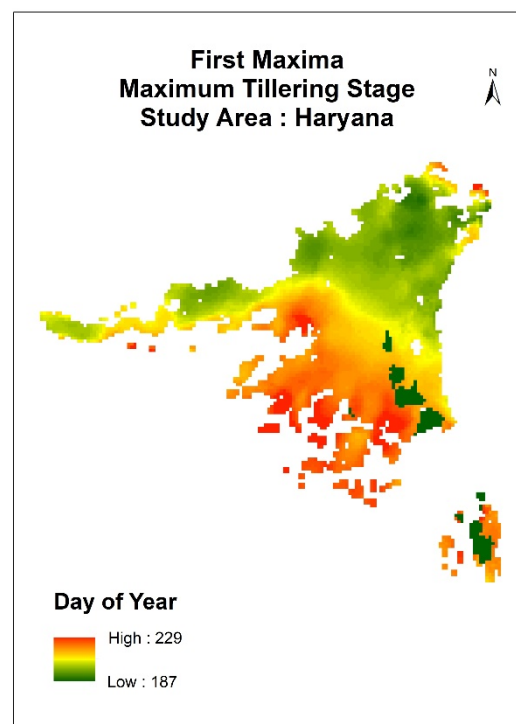 First Maxima
Maximum Tillering Stage
Study Area : Haryana
N
Day of Year
High : 229
Low : 187